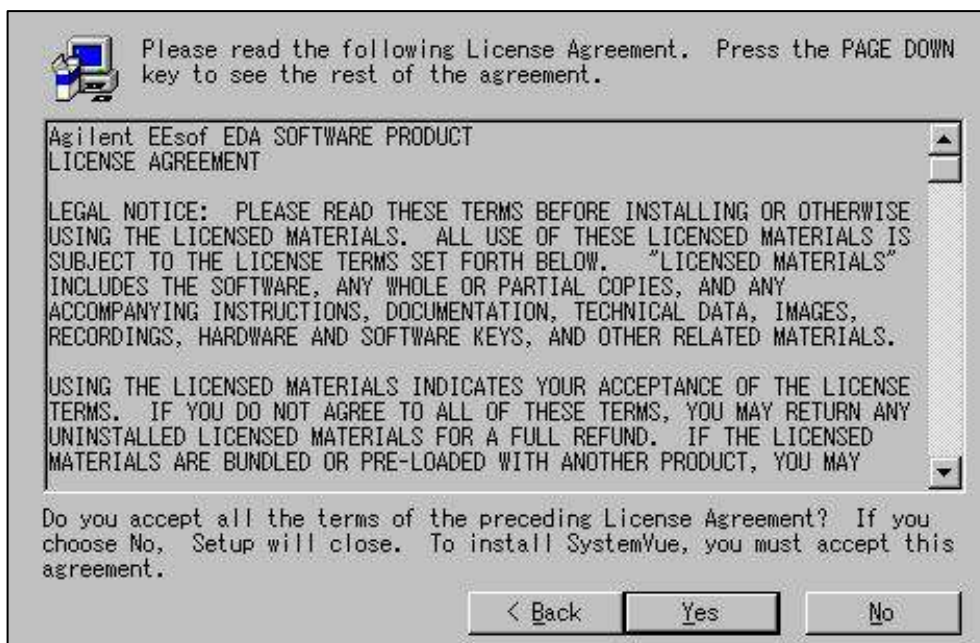 Please read the following License Agreement.  Press the PAGE DOWN
key to see the rest of the agreement.
Agilent EEsof EDA SOFTWARE PRODUCT
LICENSE AGREEMENT
LEGAL NOTICE:  PLEASE READ THESE TERMS BEFORE INSTALLING OR OTHERWISE
USING THE LICENSED MATERIALS.  ALL USE OF THESE LICENSED MATERIALS IS
SUBJECT TO THE LICENSE TERMS SET FORTH BELOW.   "LICENSED MATERIALS"
INCLUDES THE SOFTWARE, ANY WHOLE OR PARTIAL COPIES, AND ANY
ACCOMPANYING INSTRUCTIONS, DOCUMENTATION, TECHNICAL DATA, IMAGES,
RECORDINGS, HARDWARE AND SOFTWARE KEYS, AND OTHER RELATED MATERIALS.
USING THE LICENSED MATERIALS INDICATES YOUR ACCEPTANCE OF THE LICENSE
TERMS.  IF YOU DO NOT AGREE TO ALL OF THESE TERMS, YOU MAY RETURN ANY
UNINSTALLED LICENSED MATERIALS FOR A FULL REFUND.  IF THE LICENSED
MATERIALS ARE BUNDLED OR PRE-LOADED WITH ANOTHER PRODUCT, YOU MAY
Do you accept all the terms of the preceding License Agreement?  If you
choose No,  Setup will close.  To install SystemVue, you must accept this
agreement.
< Back
Yes
No